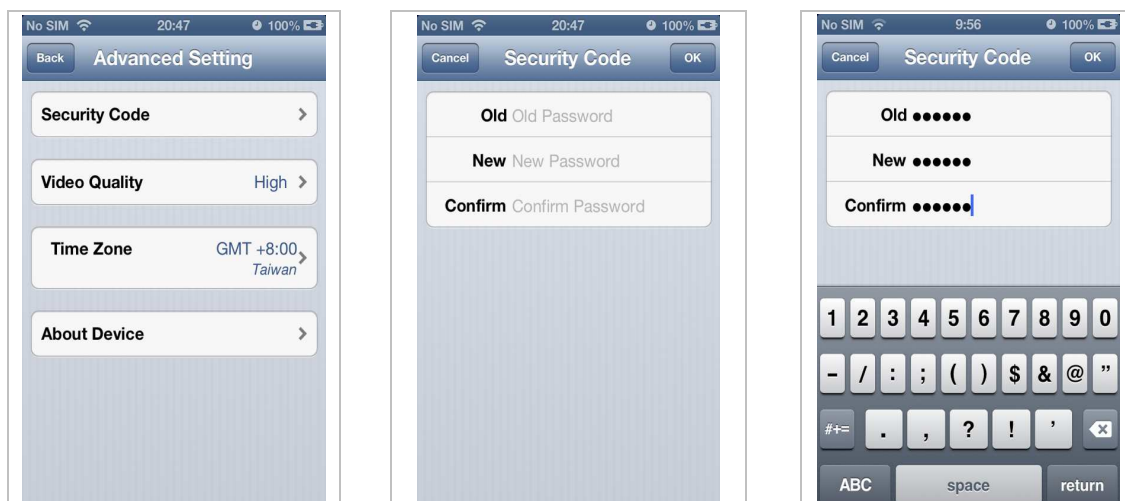 No SIM 20:47 100%
Back Advanced Setting
Security Code
Video Quality High
Time Zone GMT +8:00
Taiwan
About Device
No SIM 20:47 100%
Cancel Security Code OK
Old Old Password
New New Password
Confirm Confirm Password
No SIM 9:56 100%
Cancel Security Code OK
Old ●●●●●●
New ●●●●●●
Confirm ●●●●●●
1 2 3 4 5 6 7 8 9 0
- / : ; ( ) $ & @ ”
#+= . , ? ! ’
ABC space return